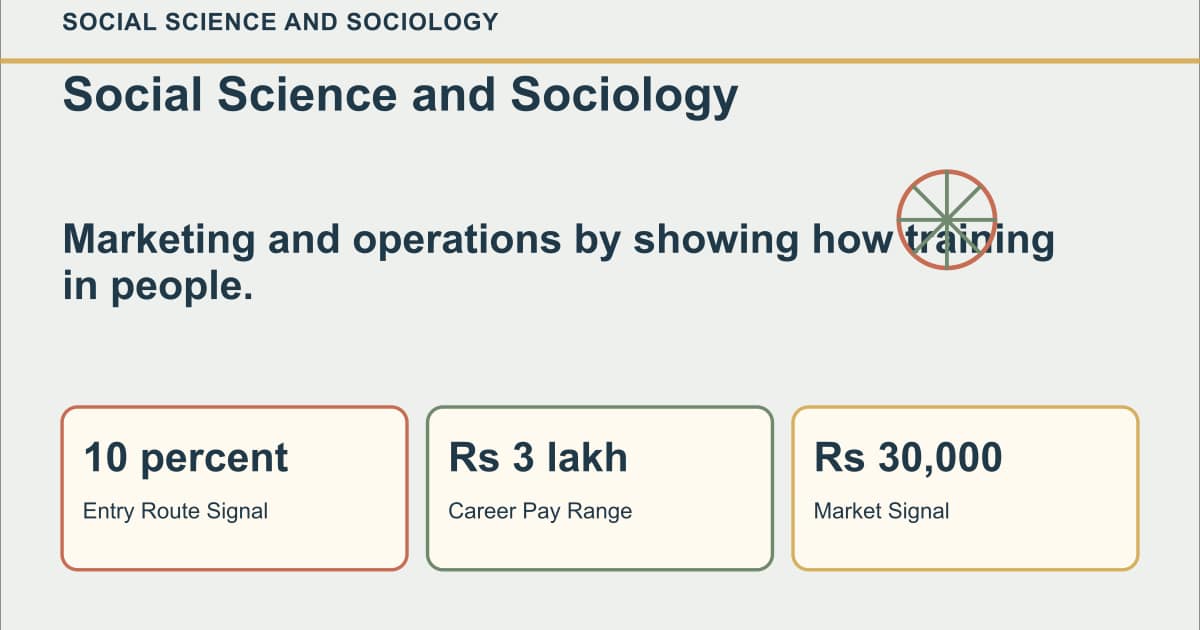 SOCIAL SCIENCE AND SOCIOLOGY
Social Science and Sociology
Marketing and operations by showing how training
in people.
10 percent
Entry Route Signal
Rs 3 lakh
Career Pay Range
Rs 30,000
Market Signal